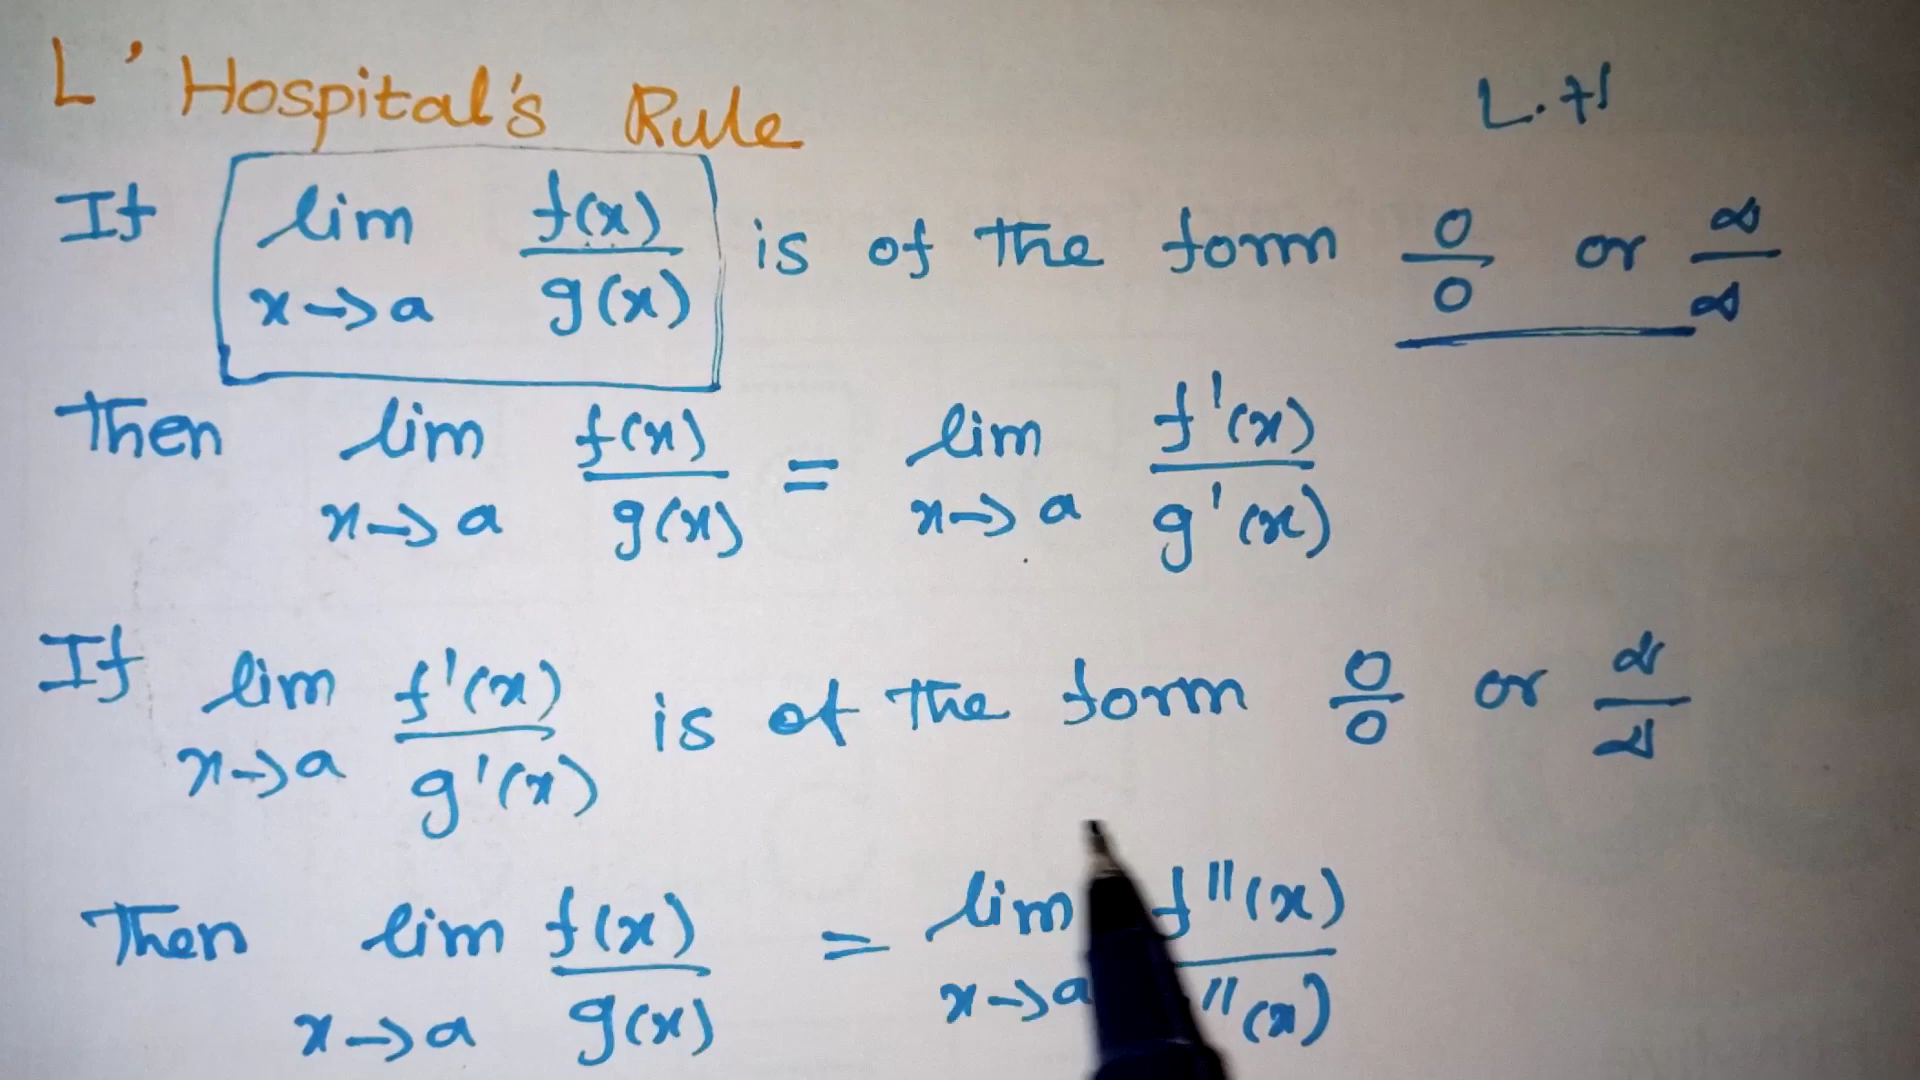 L'Hospital's Rule L.H
If lim x→a f(x)/g(x) is of the form 0/0 or ∞/∞
Then lim x→a f(x)/g(x) = lim x→a f'(x)/g'(x)
If lim x→a f'(x)/g'(x) is of the form 0/0 or ∞/∞
Then lim x→a f(x)/g(x) = lim x→a f''(x)/''(x)